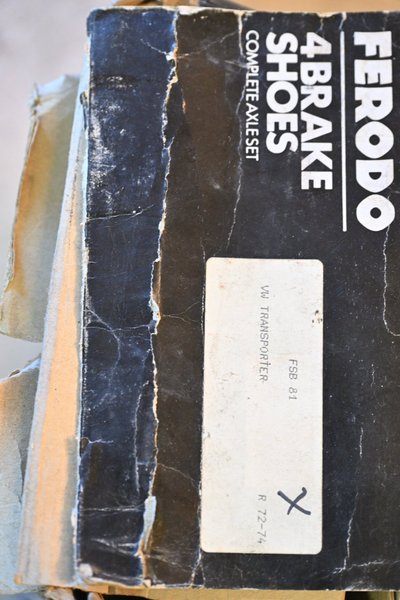 FERODO
4 BRAKE
SHOES
COMPLETE AXLE SET
FSB 81
VW TRANSPORTER R 72-74
X